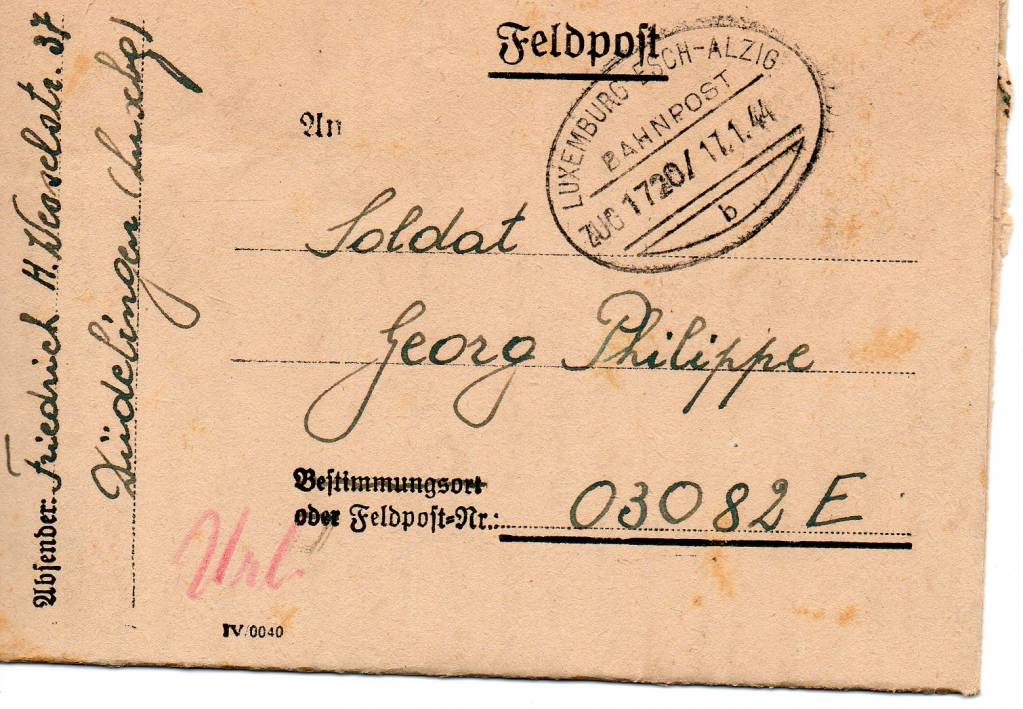 Feldpost
LUXEMBURG ESCH-ALZIG
BAHNPOST
ZUG 1720/ 17.1.44
b
An
Soldat
Georg Philippe
Bestimmungsort
oder Feldpost=Nr.: 03082 E
Url.
IV/0040
Absender: Friedrich H. Wesselstr. 37
Düdelingen Luxbg